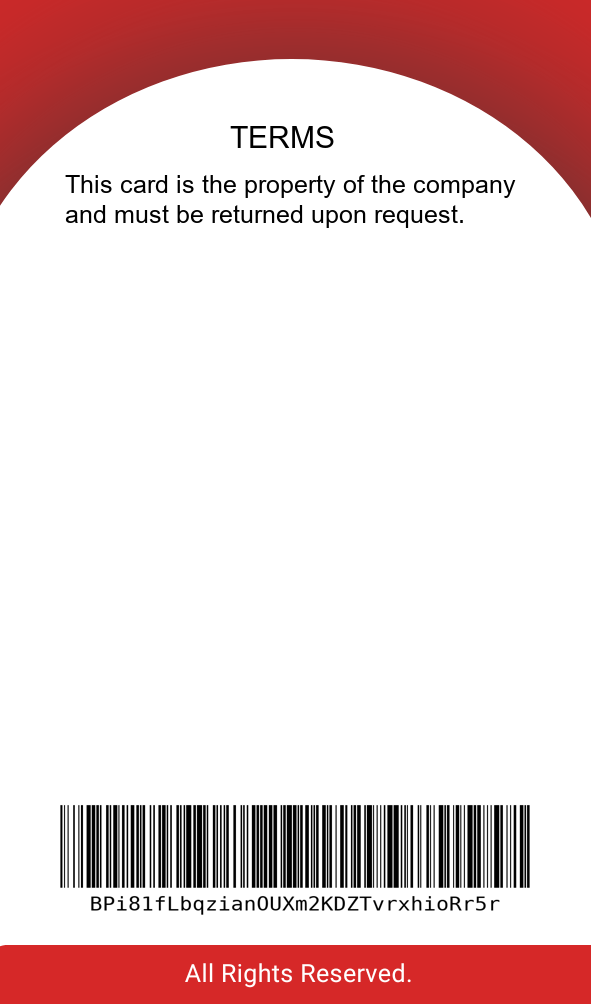 TERMS
This card is the property of the company
and must be returned upon request.
BPi81fLbqzianOUXm2KDZTvrxhioRr5r
All Rights Reserved.